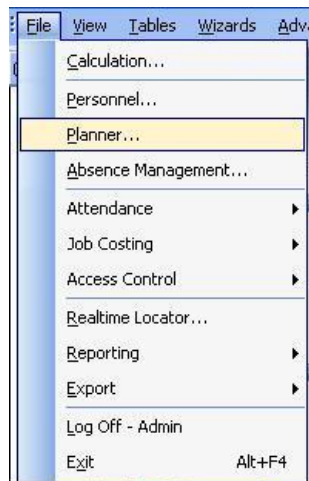 File View Tables Wizards Adv
Calculation...
Personnel...
Planner...
Absence Management...
Attendance
Job Costing
Access Control
Realtime Locator...
Reporting
Export
Log Off - Admin
Exit Alt+F4